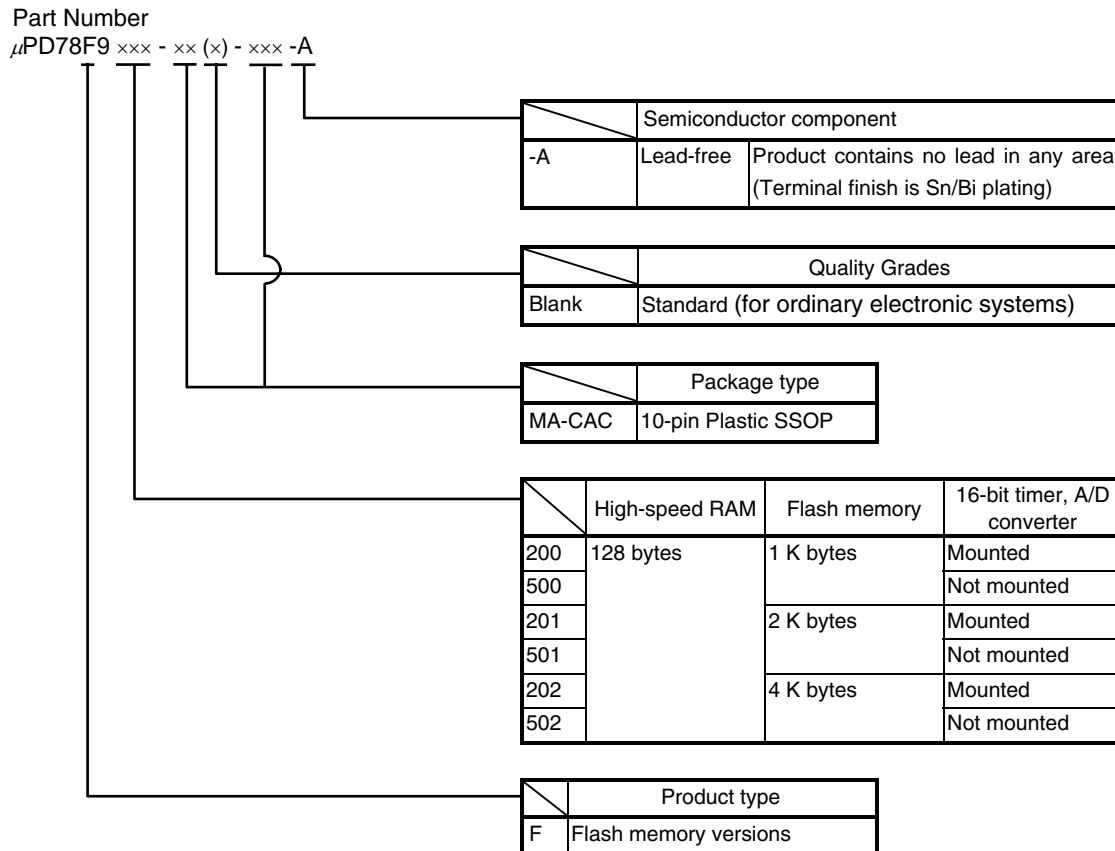 Part Number
μPD78F9 ××× - ×× (×) - ××× -A
Semiconductor component
-A Lead-free Product contains no lead in any area
(Terminal finish is Sn/Bi plating)
Quality Grades
Blank Standard (for ordinary electronic systems)
Package type
MA-CAC 10-pin Plastic SSOP
High-speed RAM Flash memory 16-bit timer, A/D
converter
200 128 bytes 1 K bytes Mounted
500 Not mounted
201 2 K bytes Mounted
501 Not mounted
202 4 K bytes Mounted
502 Not mounted
Product type
F Flash memory versions